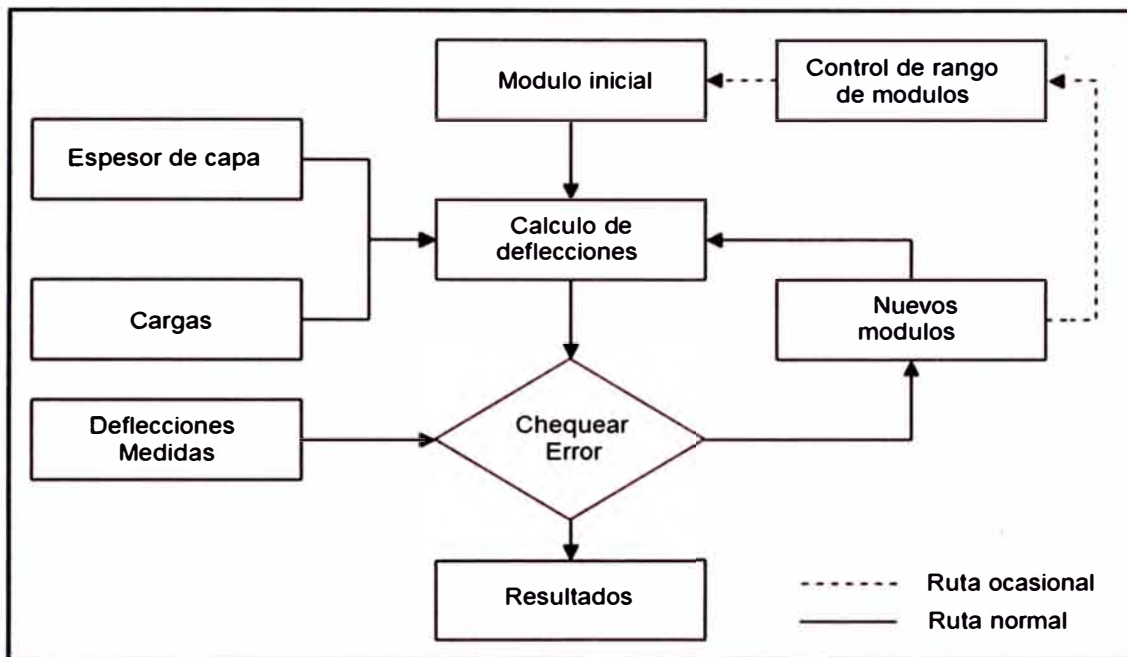 Modulo inicial
Control de rango
de modulos
Espesor de capa
Calculo de
deflecciones
Cargas
Nuevos
modulos
Deflecciones
Medidas
Chequear
Error
Resultados
Ruta ocasional
Ruta normal